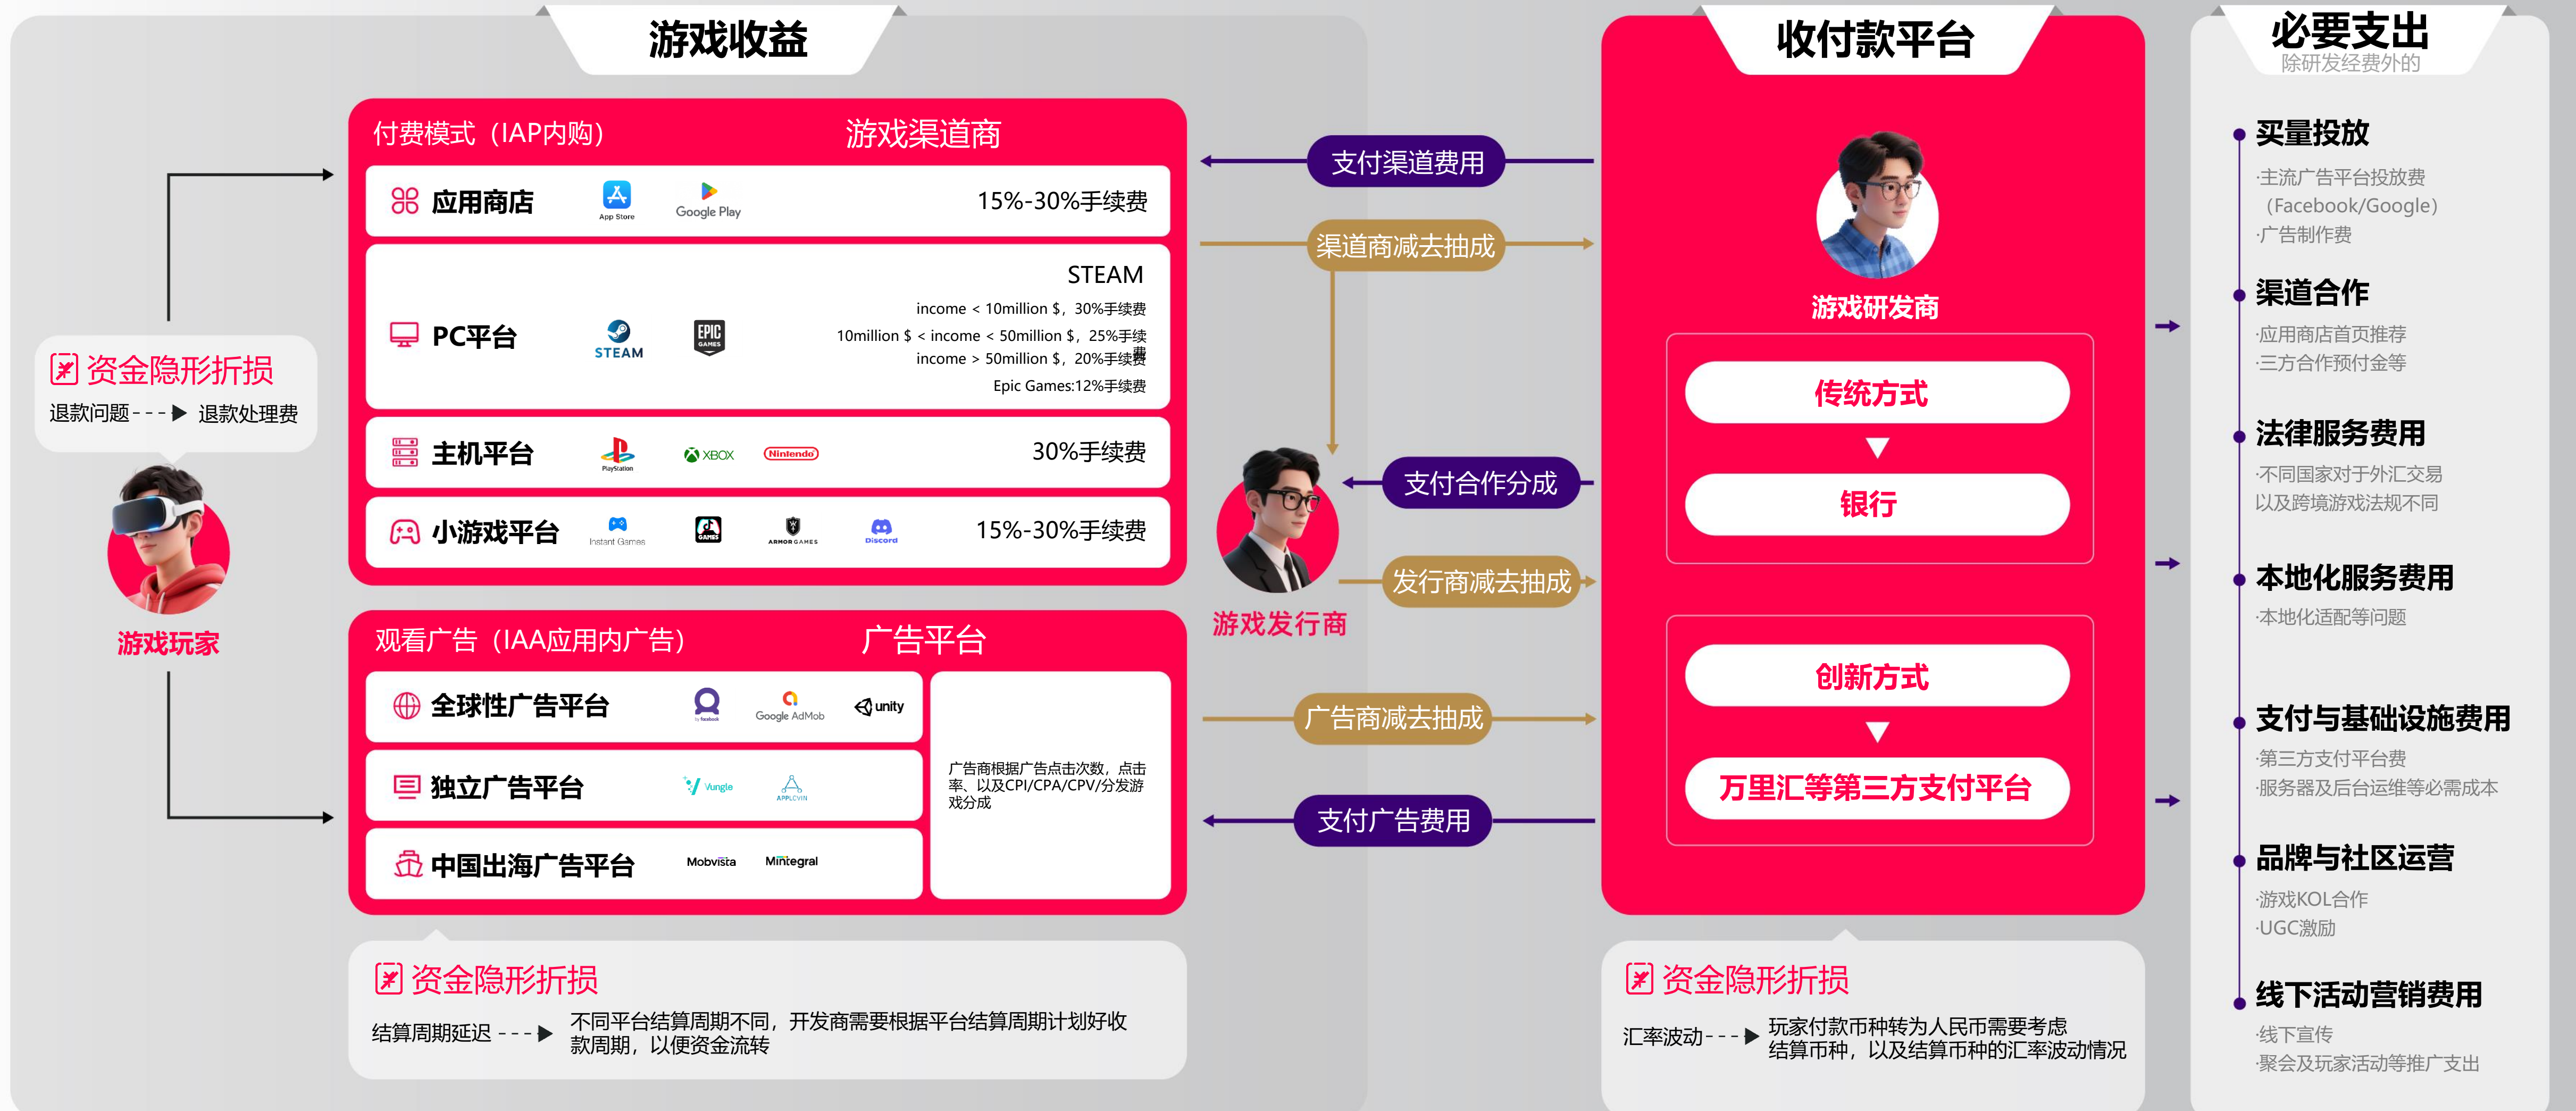 游戏收益
收付款平台
必要支出
除研发经费外的
付费模式（IAP内购）
游戏渠道商
应用商店
App Store
Google Play
15%-30%手续费
PC平台
STEAM
EPIC
GAMES
STEAM
income < 10million $，30%手续费
10million $ < income < 50million $，25%手续
费
income > 50million $，20%手续费
Epic Games:12%手续费
主机平台
PlayStation
XBOX
Nintendo
30%手续费
小游戏平台
Instant Games
GAMES
ARMOR GAMES
Discord
15%-30%手续费
资金隐形折损
退款问题
退款处理费
游戏玩家
观看广告（IAA应用内广告）
广告平台
全球性广告平台
by facebook
Google AdMob
unity
独立广告平台
Vungle
APPLOVIN
中国出海广告平台
Mobvista
Mintegral
广告商根据广告点击次数，点击
率、以及CPI/CPA/CPV/分发游
戏分成
资金隐形折损
结算周期延迟
不同平台结算周期不同，开发商需要根据平台结算周期计划好收
款周期，以便资金流转
支付渠道费用
渠道商减去抽成
支付合作分成
发行商减去抽成
游戏发行商
广告商减去抽成
支付广告费用
游戏研发商
传统方式
银行
创新方式
万里汇等第三方支付平台
资金隐形折损
汇率波动
玩家付款币种转为人民币需要考虑
结算币种，以及结算币种的汇率波动情况
买量投放
·主流广告平台投放费
（Facebook/Google）
·广告制作费
渠道合作
·应用商店首页推荐
·三方合作预付金等
法律服务费用
·不同国家对于外汇交易
以及跨境游戏法规不同
本地化服务费用
·本地化适配等问题
支付与基础设施费用
·第三方支付平台费
·服务器及后台运维等必需成本
品牌与社区运营
·游戏KOL合作
·UGC激励
线下活动营销费用
·线下宣传
·聚会及玩家活动等推广支出